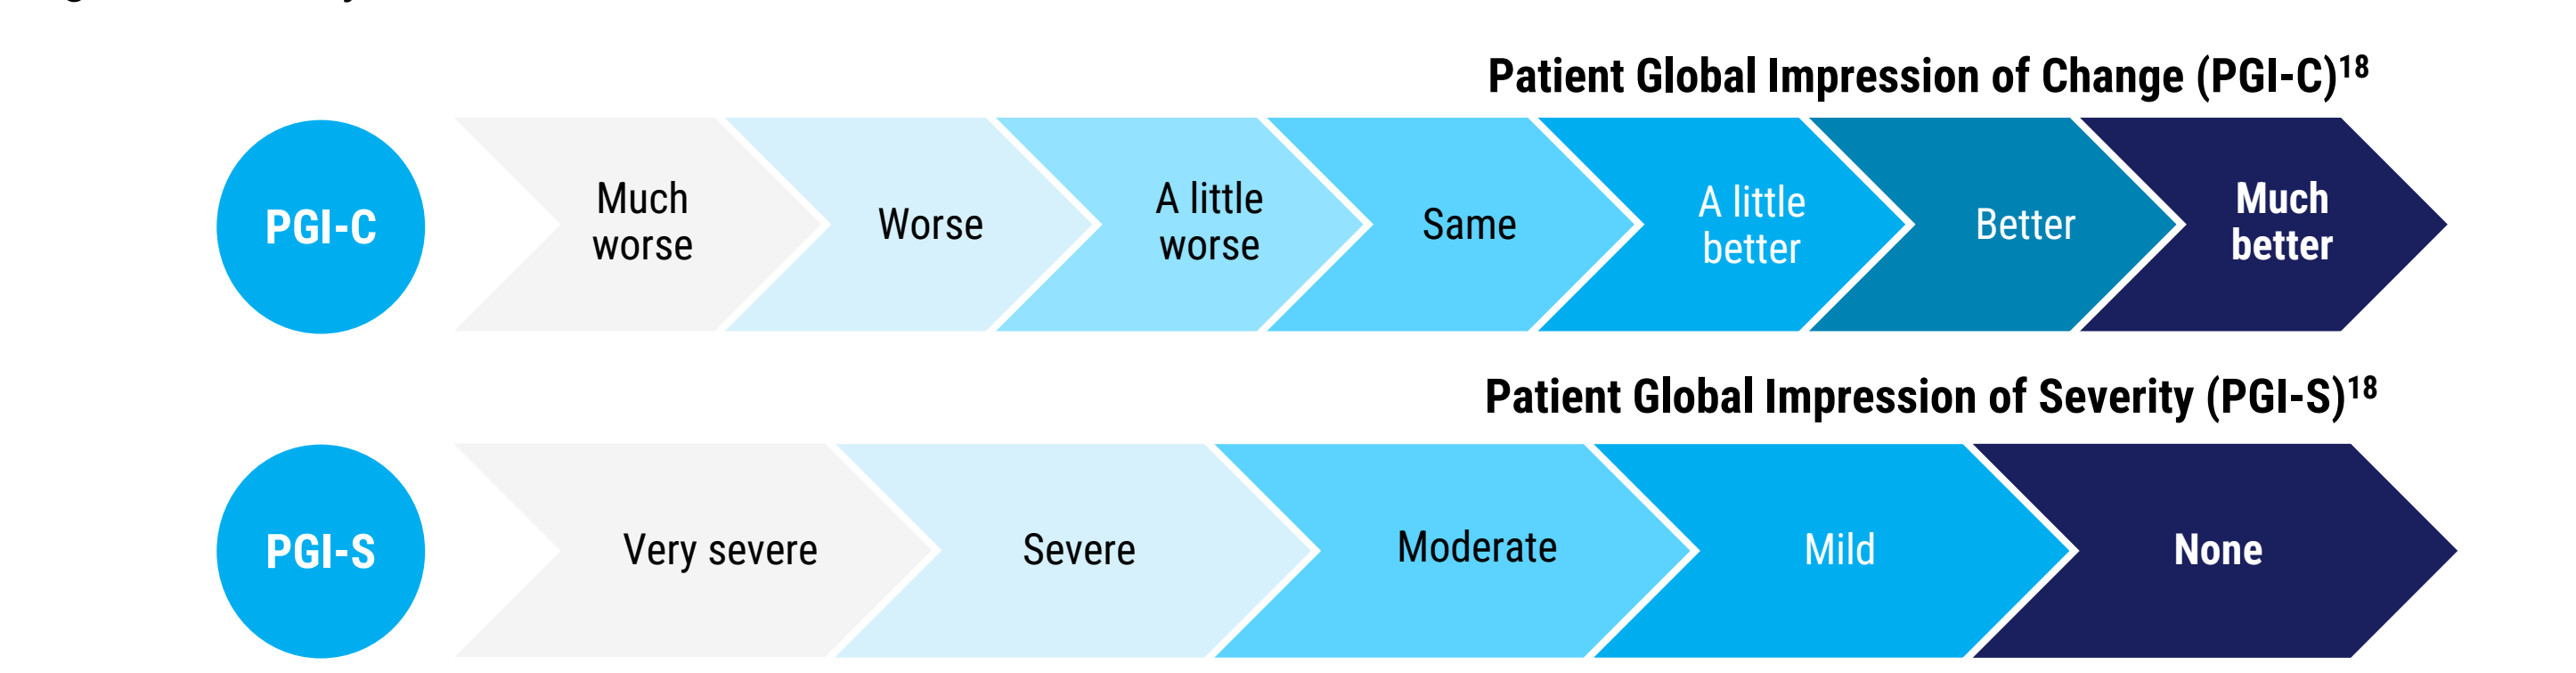 Patient Global Impression of Change (PGI-C)18
PGI-C
Much
worse
Worse
A little
worse
Same
A little
better
Better
Much
better
Patient Global Impression of Severity (PGI-S)18
PGI-S
Very severe
Severe
Moderate
Mild
None